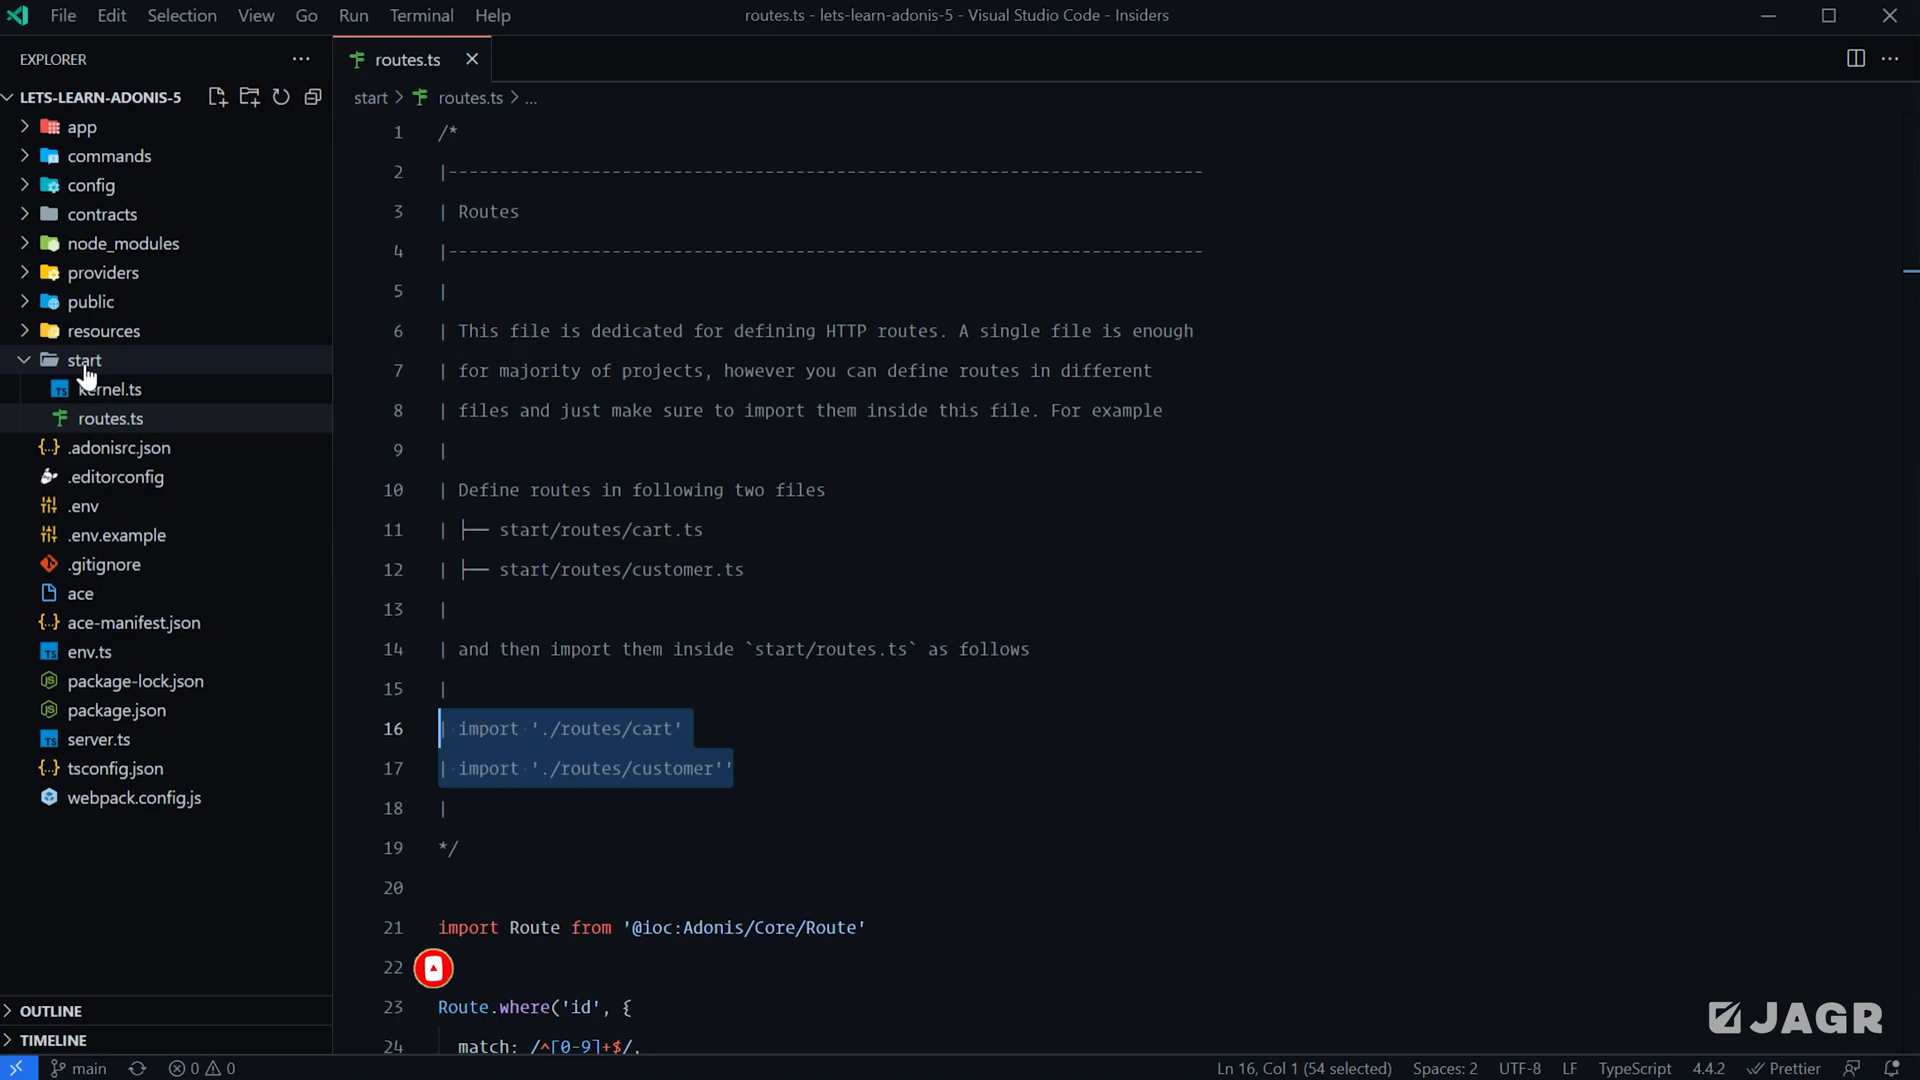 File Edit Selection View Go Run Terminal Help
routes.ts - lets-learn-adonis-5 - Visual Studio Code - Insiders
EXPLORER
LETS-LEARN-ADONIS-5
app
commands
config
contracts
node_modules
providers
public
resources
start
kernel.ts
routes.ts
.adonisrc.json
.editorconfig
.env
.env.example
.gitignore
ace
ace-manifest.json
env.ts
package-lock.json
package.json
server.ts
tsconfig.json
webpack.config.js
OUTLINE
TIMELINE
routes.ts
start > routes.ts > ...
1 /*
2 |--------------------------------------------------------------------------
3 | Routes
4 |--------------------------------------------------------------------------
5 |
6 | This file is dedicated for defining HTTP routes. A single file is enough
7 | for majority of projects, however you can define routes in different
8 | files and just make sure to import them inside this file. For example
9 |
10 | Define routes in following two files
11 | ├── start/routes/cart.ts
12 | ├── start/routes/customer.ts
13 |
14 | and then import them inside `start/routes.ts` as follows
15 |
16 | import './routes/cart'
17 | import './routes/customer''
18 |
19 */
20
21 import Route from '@ioc:Adonis/Core/Route'
22
23 Route.where('id', {
24 match: /^[0-9]+$/,
JAGR
main 0 0 Ln 16, Col 1 (54 selected) Spaces: 2 UTF-8 LF TypeScript 4.4.2 Prettier